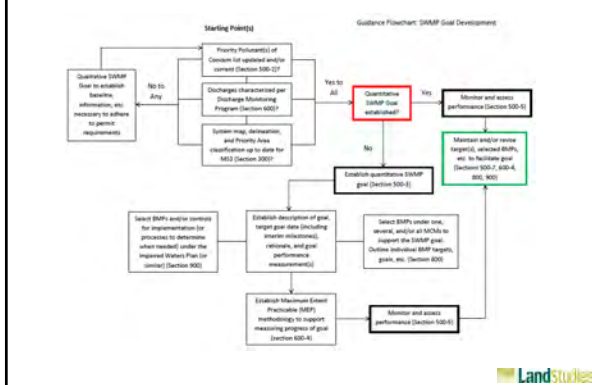 Starting Point(s)
Guidance Flowchart: SWMP Goal Development
Priority Pollutant(s) of
Concern list updated and/or
current (Section 500-1)?
Qualitative SWMP
Goal to establish
baseline,
information, etc.
necessary to adhere
to permit
requirements
No to
Any
Discharges characterized per
Discharge Monitoring
Program (Section 600)?
System map, delineation,
and Priority Area
classification up to date
for MS3 (Section 200)?
Yes to
All
Quantitative
SWMP Goal
established?
Yes
Monitor and assess
performance (Section 500-5)
Maintain and/or revise
target(s), selected BMPs,
etc. to facilitate goal
(Sections 500-7, 600-4,
800, 900)
No
Establish quantitative SWMP
goal (Section 500-3)
Select BMPs and/or controls
for implementation (or
processes to determine
when needed) under the
Impaired Waters Plan (or
similar) (Section 900)
Establish description of goal,
target goal data (including
interim milestones),
rationale, and goal
performance
measurement(s)
Select BMPs under one,
several, and/or all MCMs to
support the SWMP goal.
Outline individual BMP targets,
goals, etc. (Section 800)
Establish Maximum Extent
Practicable (MEP)
methodology to support
measuring progress of goal
(section 600-4)
Monitor and assess
performance (Section 500-5)
LandStudies